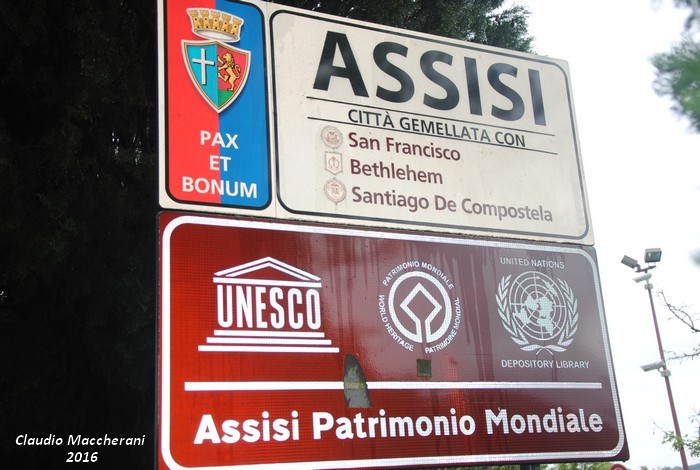 ASSISI
CITTÀ GEMELLATA CON
San Francisco
Bethlehem
Santiago De Compostela
PAX
ET
BONUM
UNESCO
PATRIMONIO MONDIALE
WORLD HERITAGE
PATRIMOINE MONDIAL
UNITED NATIONS
DEPOSITORY LIBRARY
Assisi Patrimonio Mondiale
Claudio Maccherani
2016